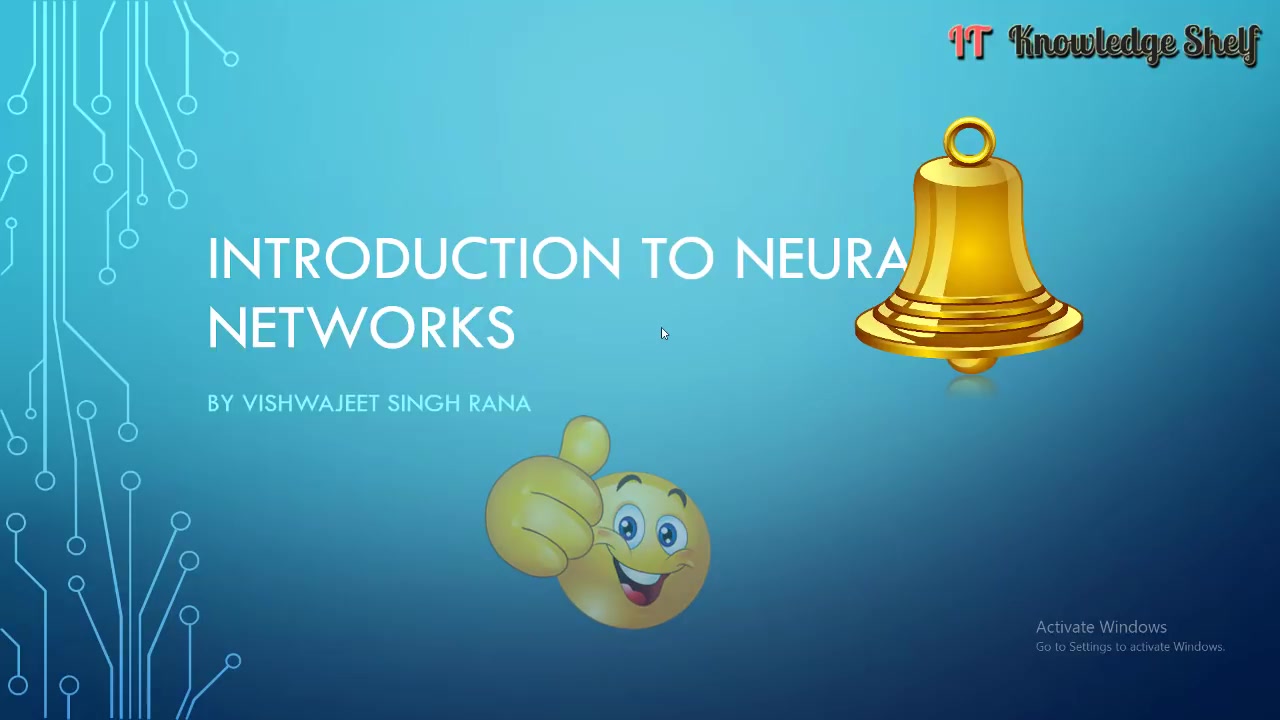 IT Knowledge Shelf
INTRODUCTION TO NEURA
NETWORKS
BY VISHWAJEET SINGH RANA
Activate Windows
Go to Settings to activate Windows.